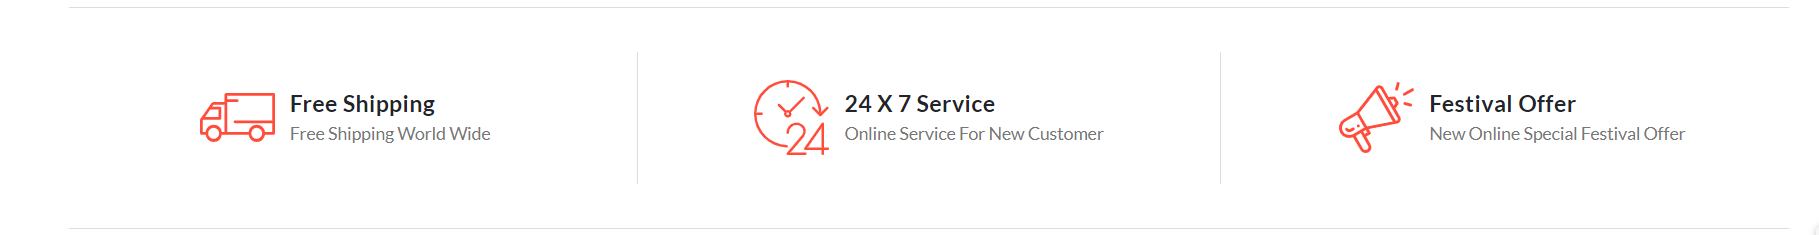 Free Shipping
Free Shipping World Wide
24 X 7 Service
Online Service For New Customer
24
Festival Offer
New Online Special Festival Offer